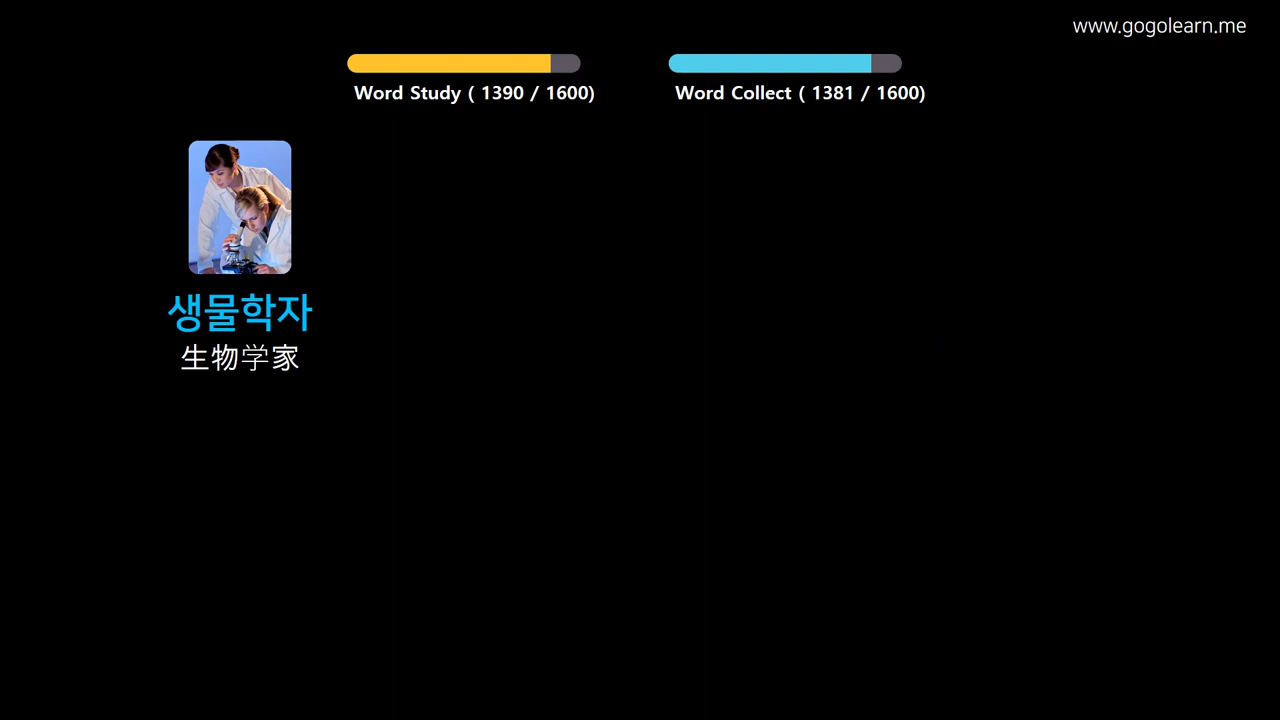 www.gogolearn.me
Word Study ( 1390 / 1600)
Word Collect ( 1381 / 1600)
생물학자
生物学家